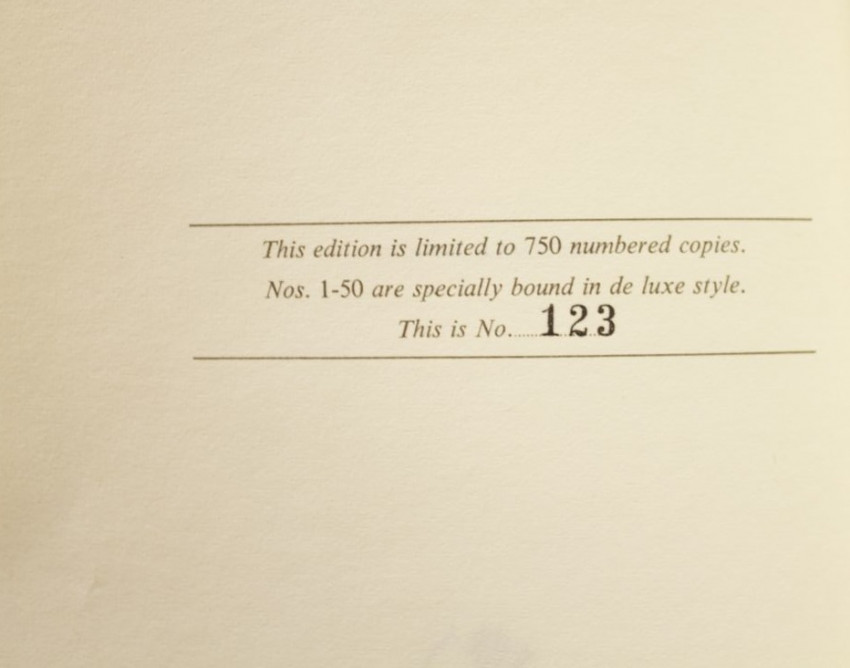 This edition is limited to 750 numbered copies.
Nos. 1-50 are specially bound in de luxe style.
This is No.......123